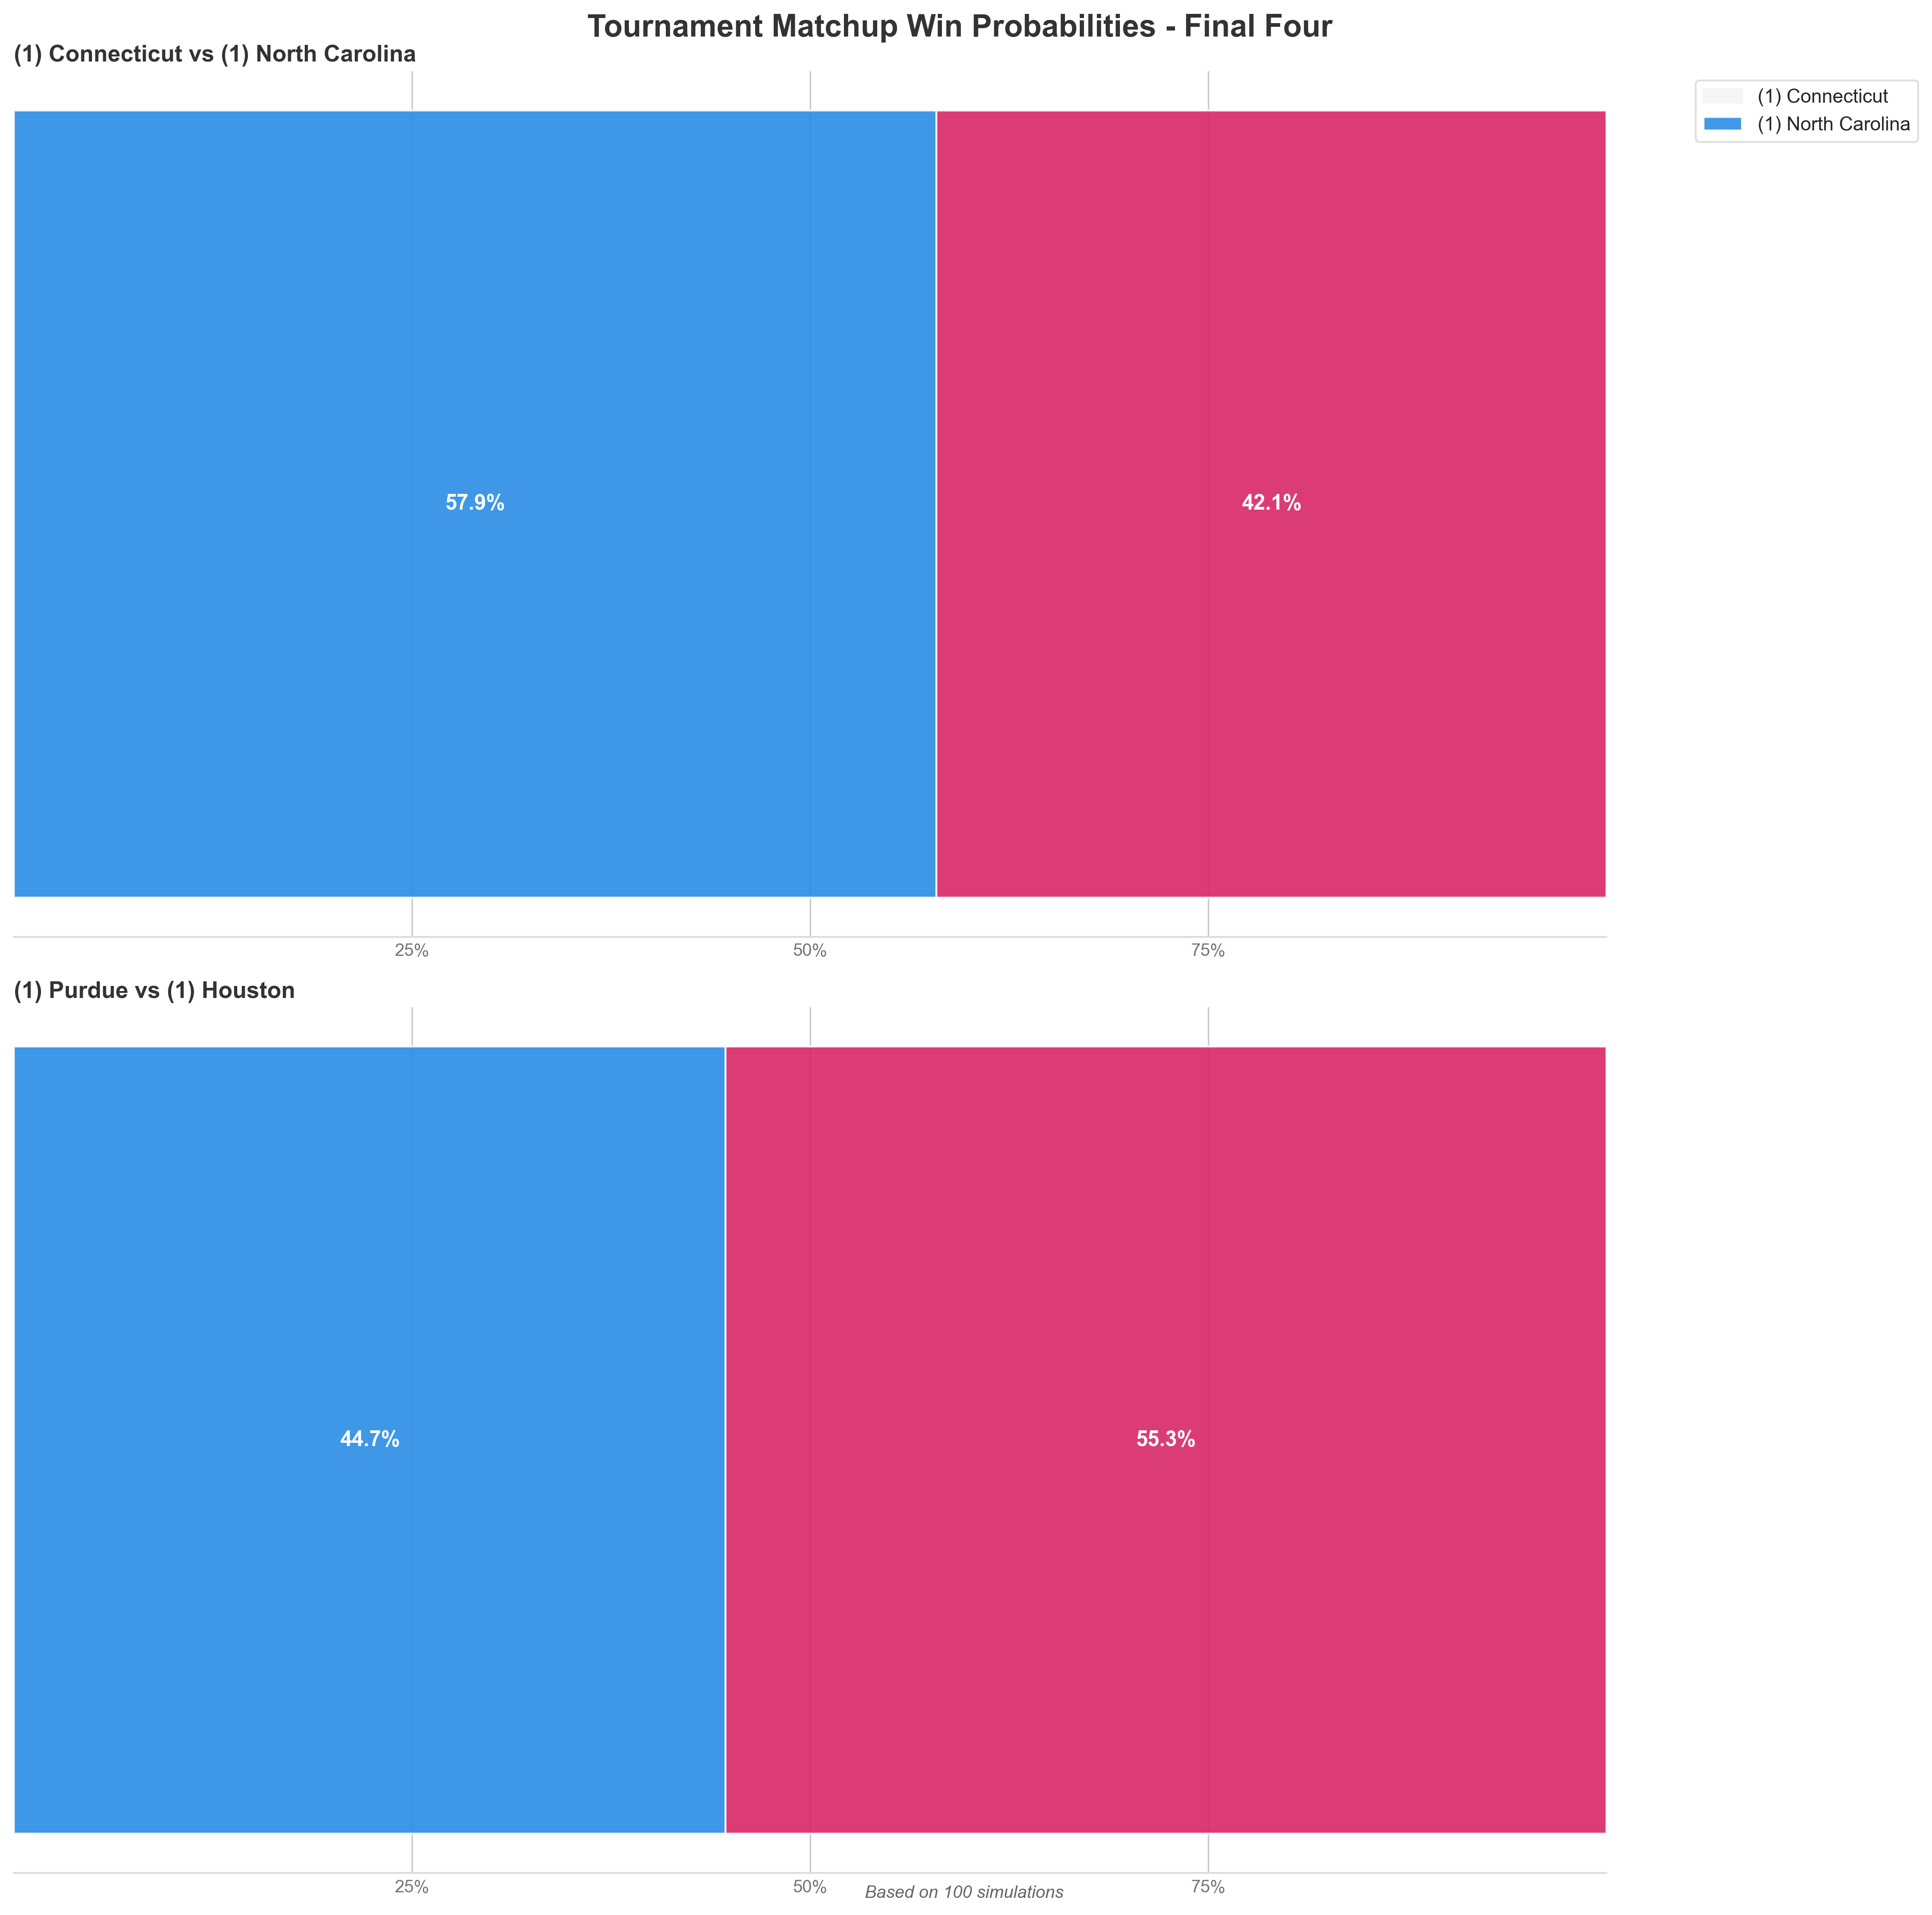 Tournament Matchup Win Probabilities - Final Four
(1) Connecticut vs (1) North Carolina
(1) Connecticut
(1) North Carolina
57.9%
42.1%
25%
50%
75%
(1) Purdue vs (1) Houston
44.7%
55.3%
25%
50%
75%
Based on 100 simulations